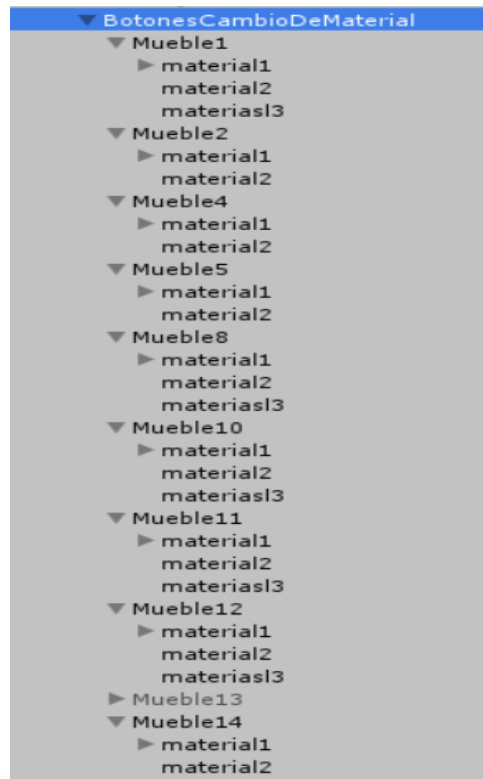 BotonesCambioDeMaterial
Mueble1
material1
material2
materiasl3
Mueble2
material1
material2
Mueble4
material1
material2
Mueble5
material1
material2
Mueble8
material1
material2
materiasl3
Mueble10
material1
material2
materiasl3
Mueble11
material1
material2
materiasl3
Mueble12
material1
material2
materiasl3
Mueble13
Mueble14
material1
material2